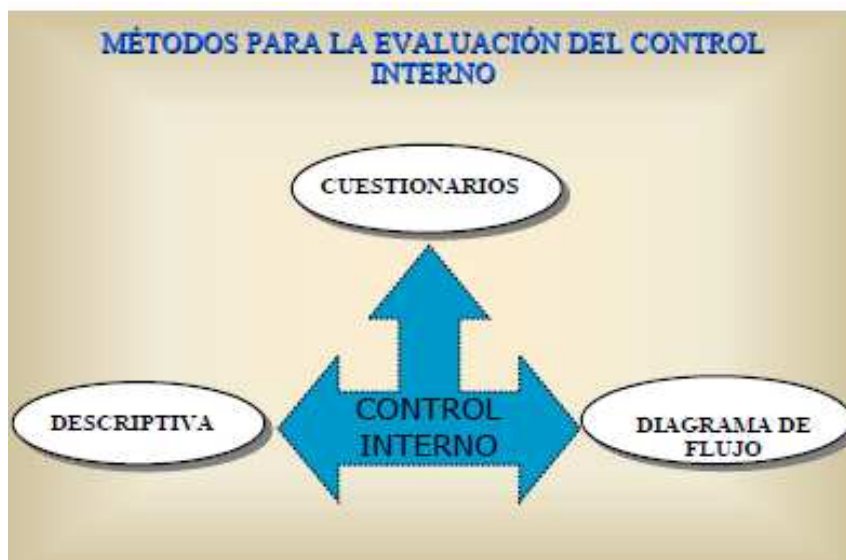 MÉTODOS PARA LA EVALUACIÓN DEL CONTROL
INTERNO
CUESTIONARIOS
DESCRIPTIVA
CONTROL
INTERNO
DIAGRAMA DE
FLUJO